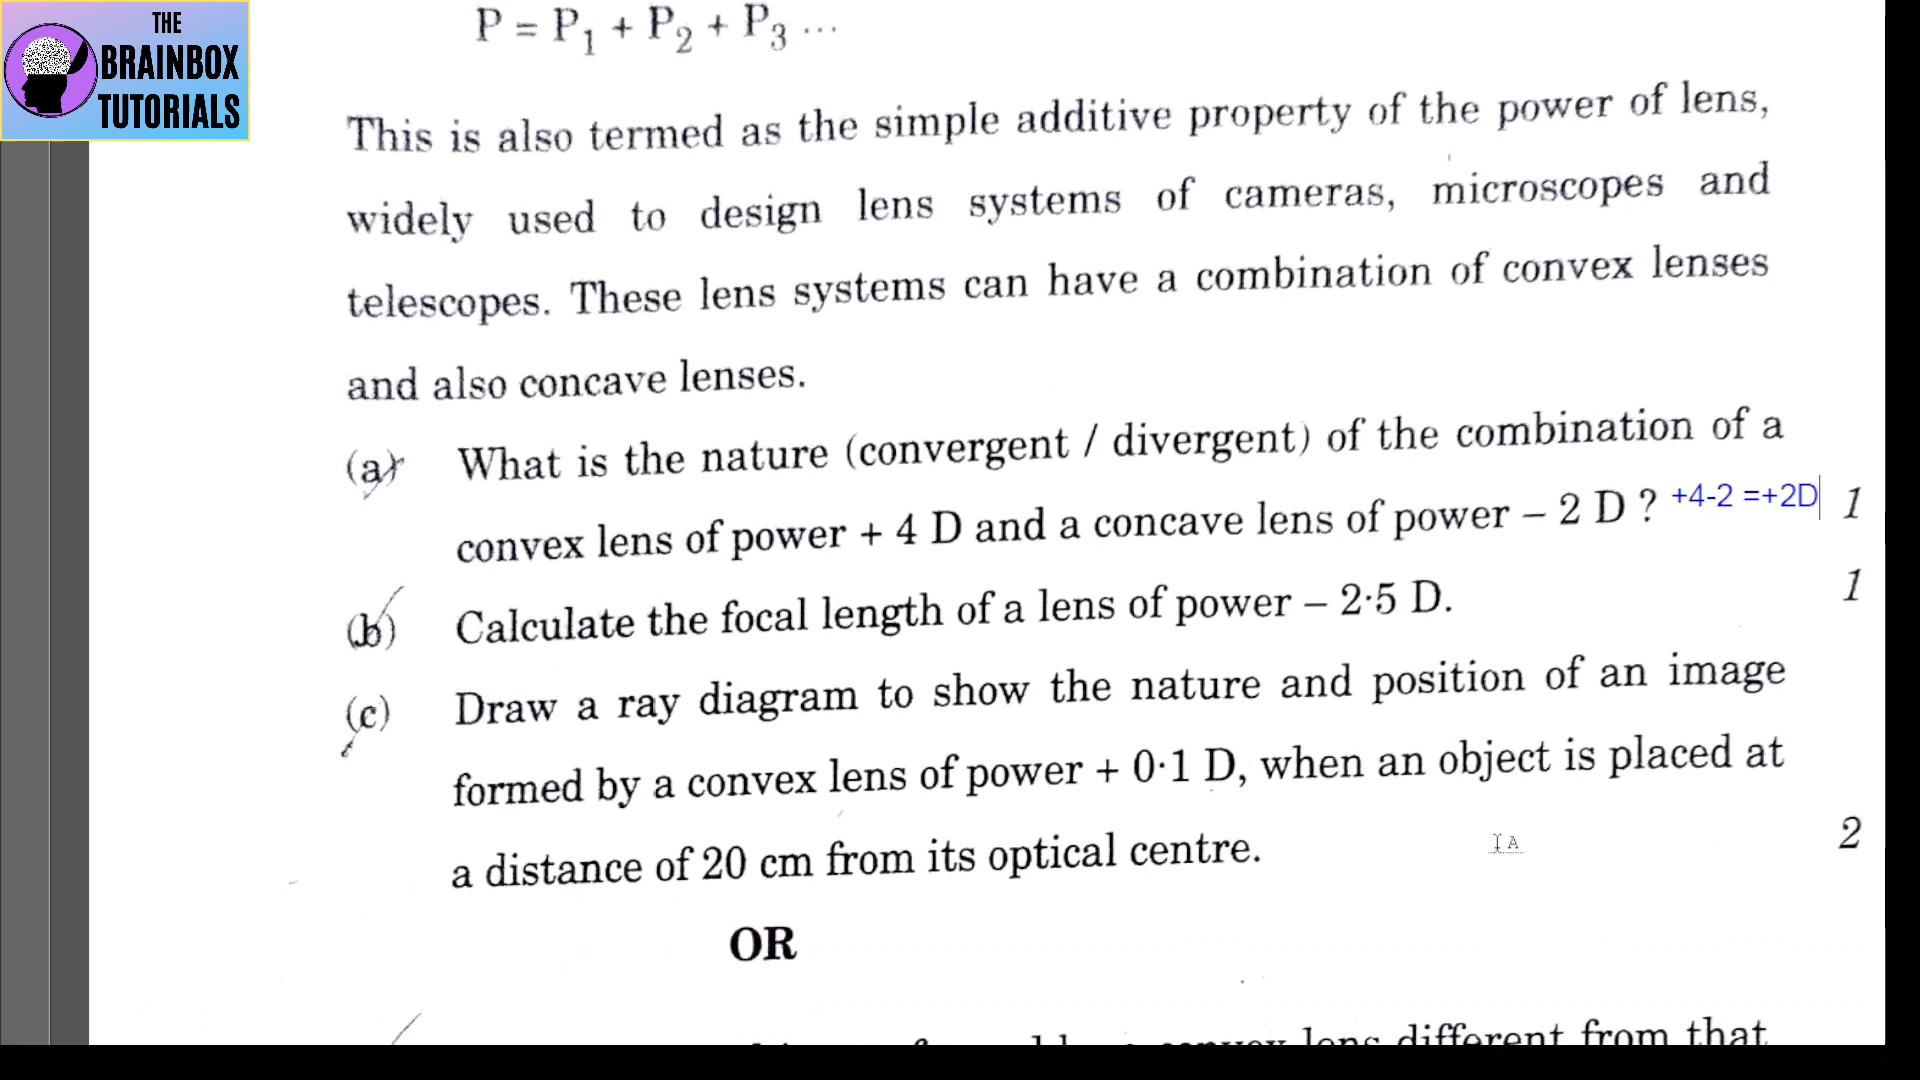 THE
BRAINBOX
TUTORIALS
P = P₁ + P₂ + P₃ ...
This is also termed as the simple additive property of the power of lens,
widely used to design lens systems of cameras, microscopes and
telescopes. These lens systems can have a combination of convex lenses
and also concave lenses.
(a) What is the nature (convergent / divergent) of the combination of a
convex lens of power + 4 D and a concave lens of power – 2 D ? +4-2 =+2D 1
(b) Calculate the focal length of a lens of power – 2·5 D. 1
(c) Draw a ray diagram to show the nature and position of an image
formed by a convex lens of power + 0·1 D, when an object is placed at
a distance of 20 cm from its optical centre. 2
OR
convex lens different from that